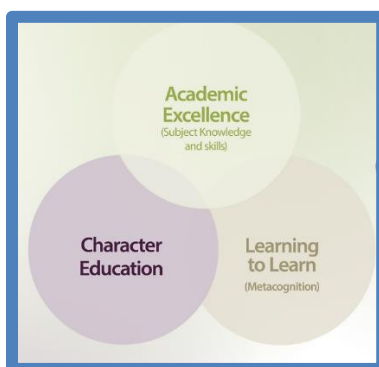 Academic
Excellence
(Subject Knowledge
and skills)
Character
Education
Learning
to Learn
(Metacognition)